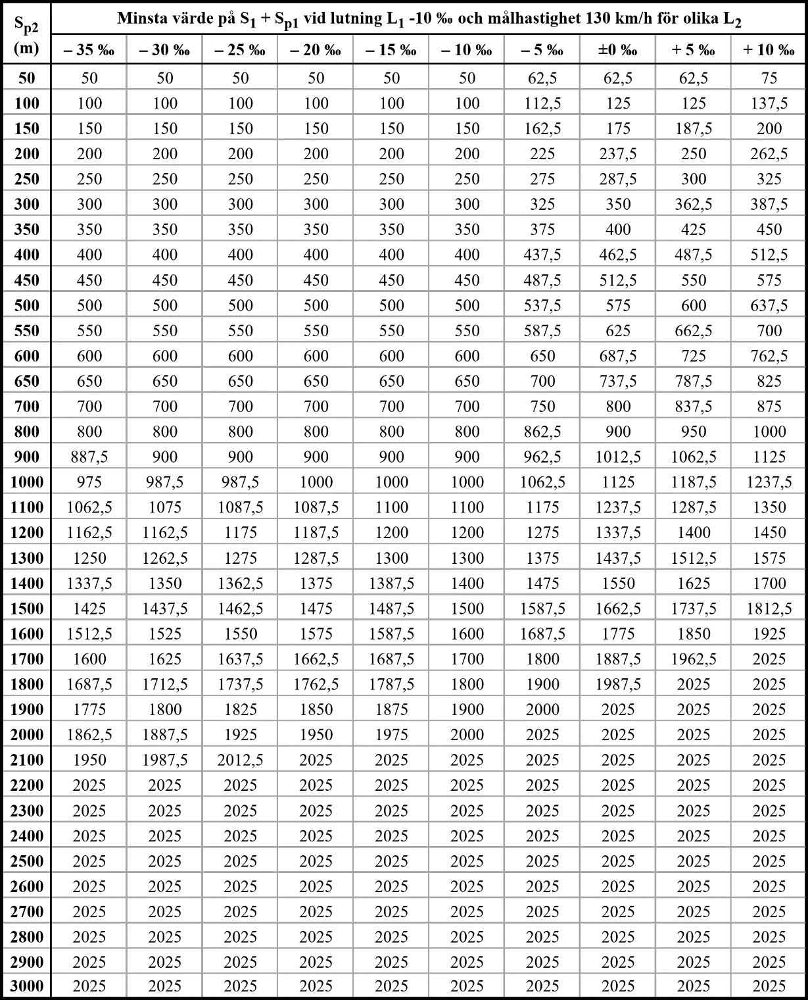 S_p2 (m) Minsta värde på S_1 + S_p1 vid lutning L_1 -10 ‰ och målhastighet 130 km/h för olika L_2
– 35 ‰ – 30 ‰ – 25 ‰ – 20 ‰ – 15 ‰ – 10 ‰ – 5 ‰ ±0 ‰ + 5 ‰ + 10 ‰
50 50 50 50 50 50 50 62,5 62,5 62,5 75
100 100 100 100 100 100 100 112,5 125 125 137,5
150 150 150 150 150 150 150 162,5 175 187,5 200
200 200 200 200 200 200 200 225 237,5 250 262,5
250 250 250 250 250 250 250 275 287,5 300 325
300 300 300 300 300 300 300 325 350 362,5 387,5
350 350 350 350 350 350 350 375 400 425 450
400 400 400 400 400 400 400 437,5 462,5 487,5 512,5
450 450 450 450 450 450 450 487,5 512,5 550 575
500 500 500 500 500 500 500 537,5 575 600 637,5
550 550 550 550 550 550 550 587,5 625 662,5 700
600 600 600 600 600 600 600 650 687,5 725 762,5
650 650 650 650 650 650 650 700 737,5 787,5 825
700 700 700 700 700 700 700 750 800 837,5 875
800 800 800 800 800 800 800 862,5 900 950 1000
900 887,5 900 900 900 900 900 962,5 1012,5 1062,5 1125
1000 975 987,5 987,5 1000 1000 1000 1062,5 1125 1187,5 1237,5
1100 1062,5 1075 1087,5 1087,5 1100 1100 1175 1237,5 1287,5 1350
1200 1162,5 1162,5 1175 1187,5 1200 1200 1275 1337,5 1400 1450
1300 1250 1262,5 1275 1287,5 1300 1300 1375 1437,5 1512,5 1575
1400 1337,5 1350 1362,5 1375 1387,5 1400 1475 1550 1625 1700
1500 1425 1437,5 1462,5 1475 1487,5 1500 1587,5 1662,5 1737,5 1812,5
1600 1512,5 1525 1550 1575 1587,5 1600 1687,5 1775 1850 1925
1700 1600 1625 1637,5 1662,5 1687,5 1700 1800 1887,5 1962,5 2025
1800 1687,5 1712,5 1737,5 1762,5 1787,5 1800 1900 1987,5 2025 2025
1900 1775 1800 1825 1850 1875 1900 2000 2025 2025 2025
2000 1862,5 1887,5 1925 1950 1975 2000 2025 2025 2025 2025
2100 1950 1987,5 2012,5 2025 2025 2025 2025 2025 2025 2025
2200 2025 2025 2025 2025 2025 2025 2025 2025 2025 2025
2300 2025 2025 2025 2025 2025 2025 2025 2025 2025 2025
2400 2025 2025 2025 2025 2025 2025 2025 2025 2025 2025
2500 2025 2025 2025 2025 2025 2025 2025 2025 2025 2025
2600 2025 2025 2025 2025 2025 2025 2025 2025 2025 2025
2700 2025 2025 2025 2025 2025 2025 2025 2025 2025 2025
2800 2025 2025 2025 2025 2025 2025 2025 2025 2025 2025
2900 2025 2025 2025 2025 2025 2025 2025 2025 2025 2025
3000 2025 2025 2025 2025 2025 2025 2025 2025 2025 2025